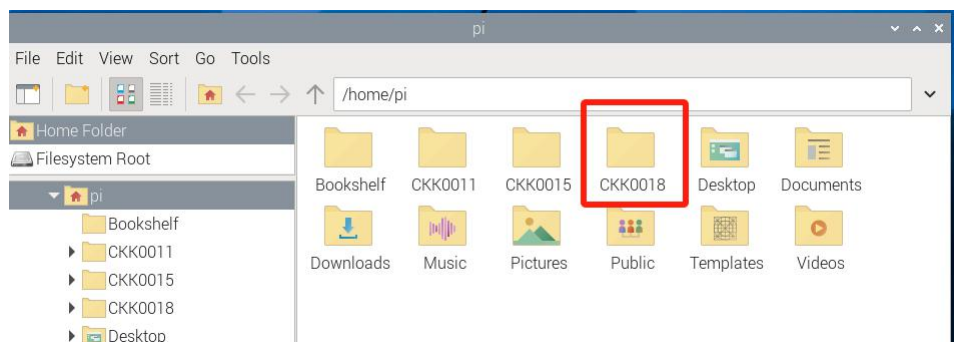 pi
File Edit View Sort Go Tools
/home/pi
Home Folder
Filesystem Root
pi
Bookshelf
CKK0011
CKK0015
CKK0018
Desktop
Bookshelf CKK0011 CKK0015 CKK0018 Desktop Documents
Downloads Music Pictures Public Templates Videos